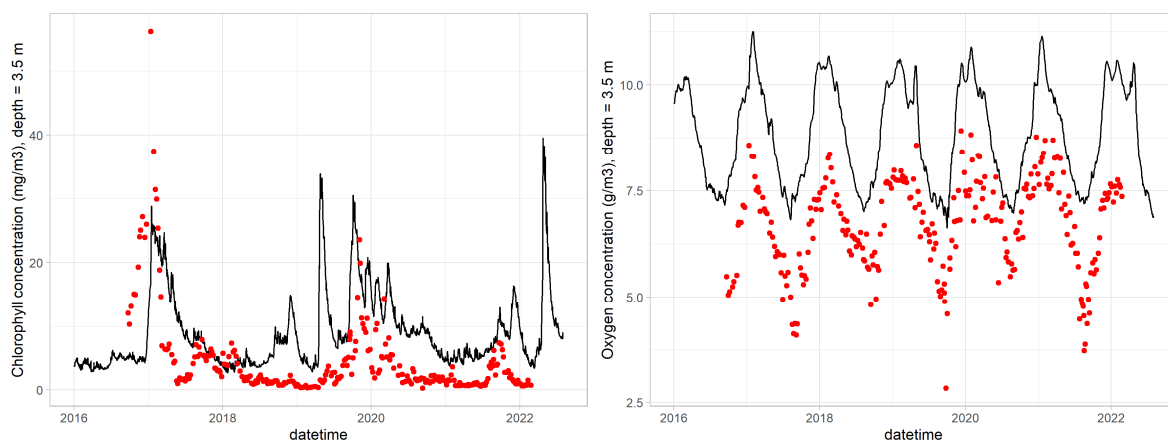 Chlorophyll concentration (mg/m3), depth = 3.5 m
40
20
0
2016 2018 2020 2022
datetime
Oxygen concentration (g/m3), depth = 3.5 m
10.0
7.5
5.0
2.5
2016 2018 2020 2022
datetime